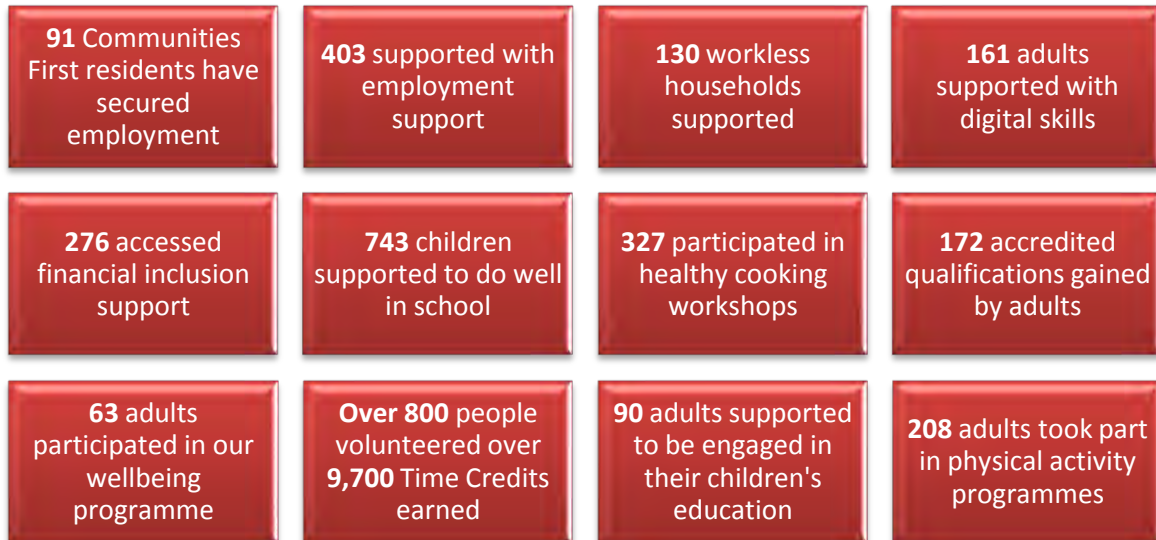 91 Communities
First residents have
secured
employment
403 supported with
employment
support
130 workless
households
supported
161 adults
supported with
digital skills
276 accessed
financial inclusion
support
743 children
supported to do well
in school
327 participated in
healthy cooking
workshops
172 accredited
qualifications gained
by adults
63 adults
participated in our
wellbeing
programme
Over 800 people
volunteered over
9,700 Time Credits
earned
90 adults supported
to be engaged in
their children's
education
208 adults took part
in physical activity
programmes